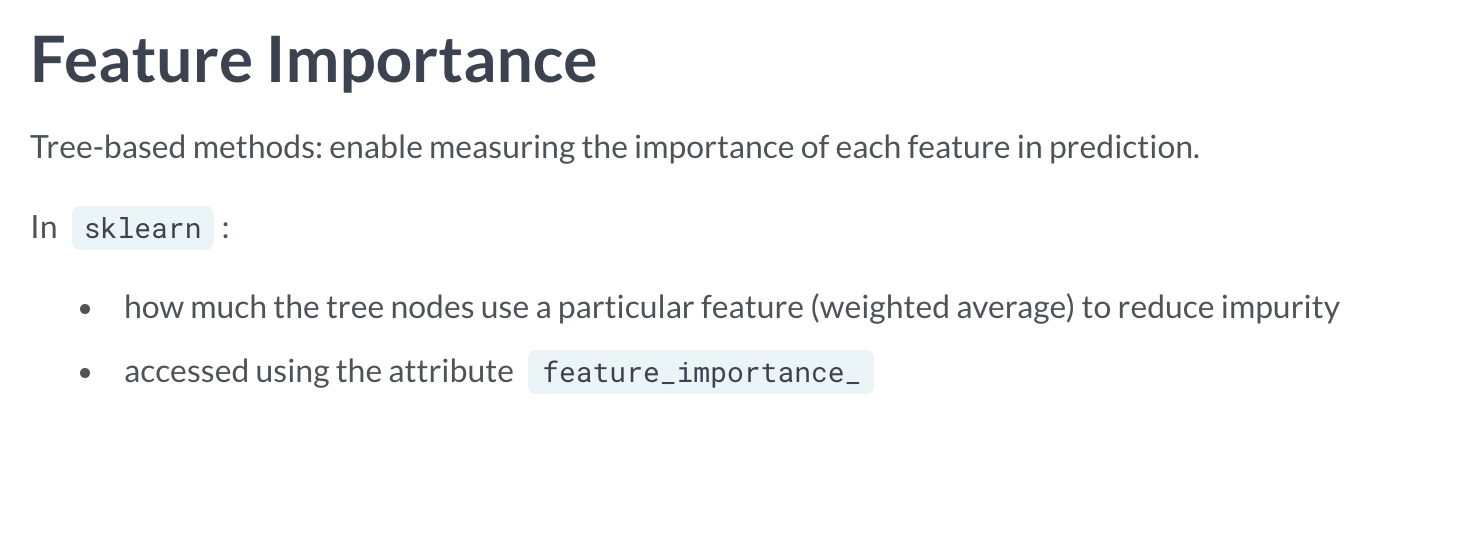 Feature Importance
Tree-based methods: enable measuring the importance of each feature in prediction.
In sklearn :
• how much the tree nodes use a particular feature (weighted average) to reduce impurity
• accessed using the attribute feature_importance_